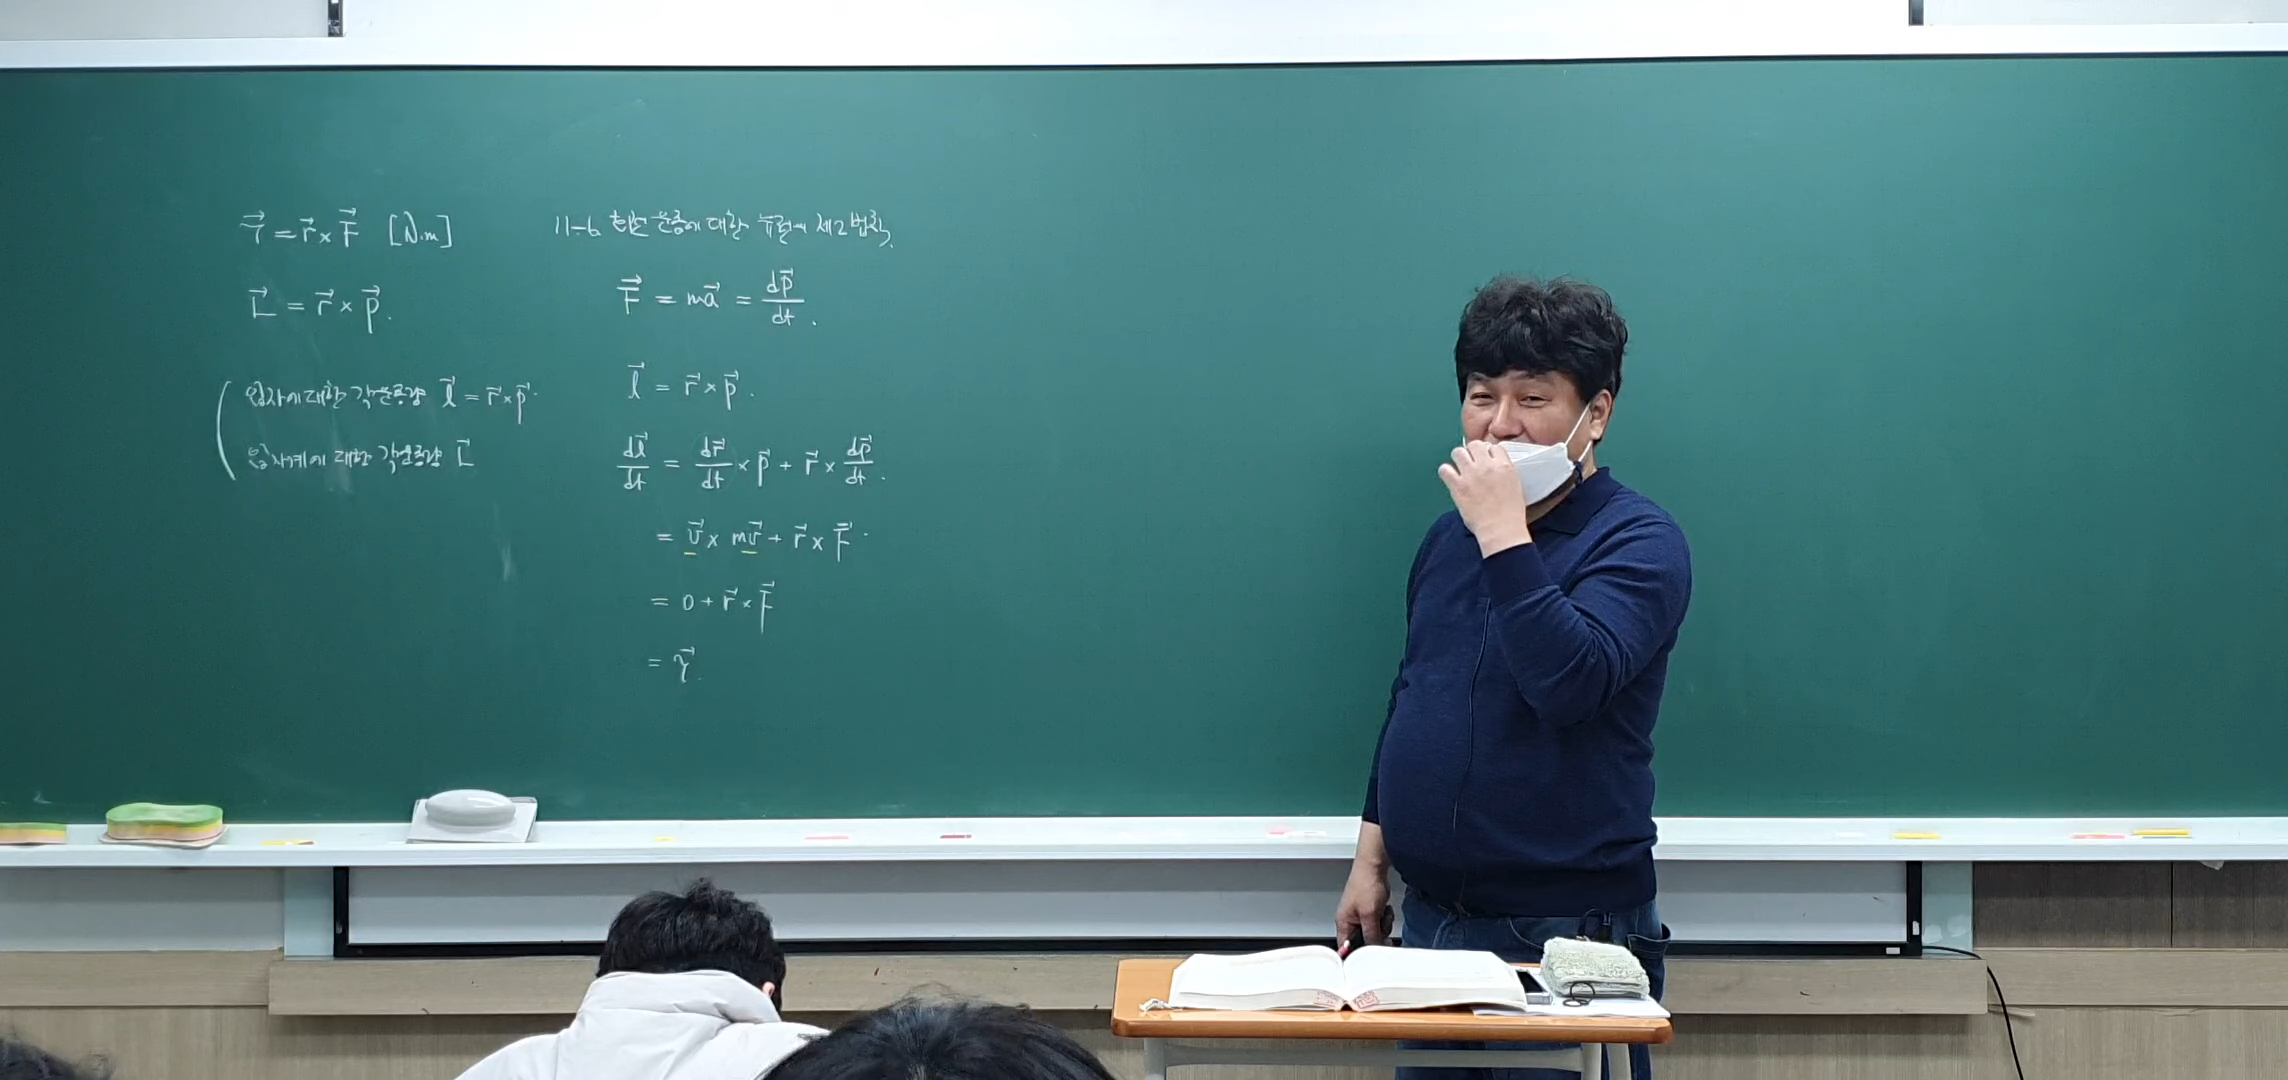 τ⃗ = r⃗ × F⃗ [N.m]
L⃗ = r⃗ × p⃗.
입자에 대한 각운동량 l⃗ = r⃗ × p⃗.
입자계에 대한 각운동량 L⃗
11-6. 회전 운동에 대한 뉴턴의 제2법칙.
F⃗ = ma⃗ = dp⃗/dt.
l⃗ = r⃗ × p⃗.
dl⃗/dt = dr⃗/dt × p⃗ + r⃗ × dp⃗/dt.
= v⃗ × mv⃗ + r⃗ × F⃗.
= 0 + r⃗ × F⃗
= τ⃗.